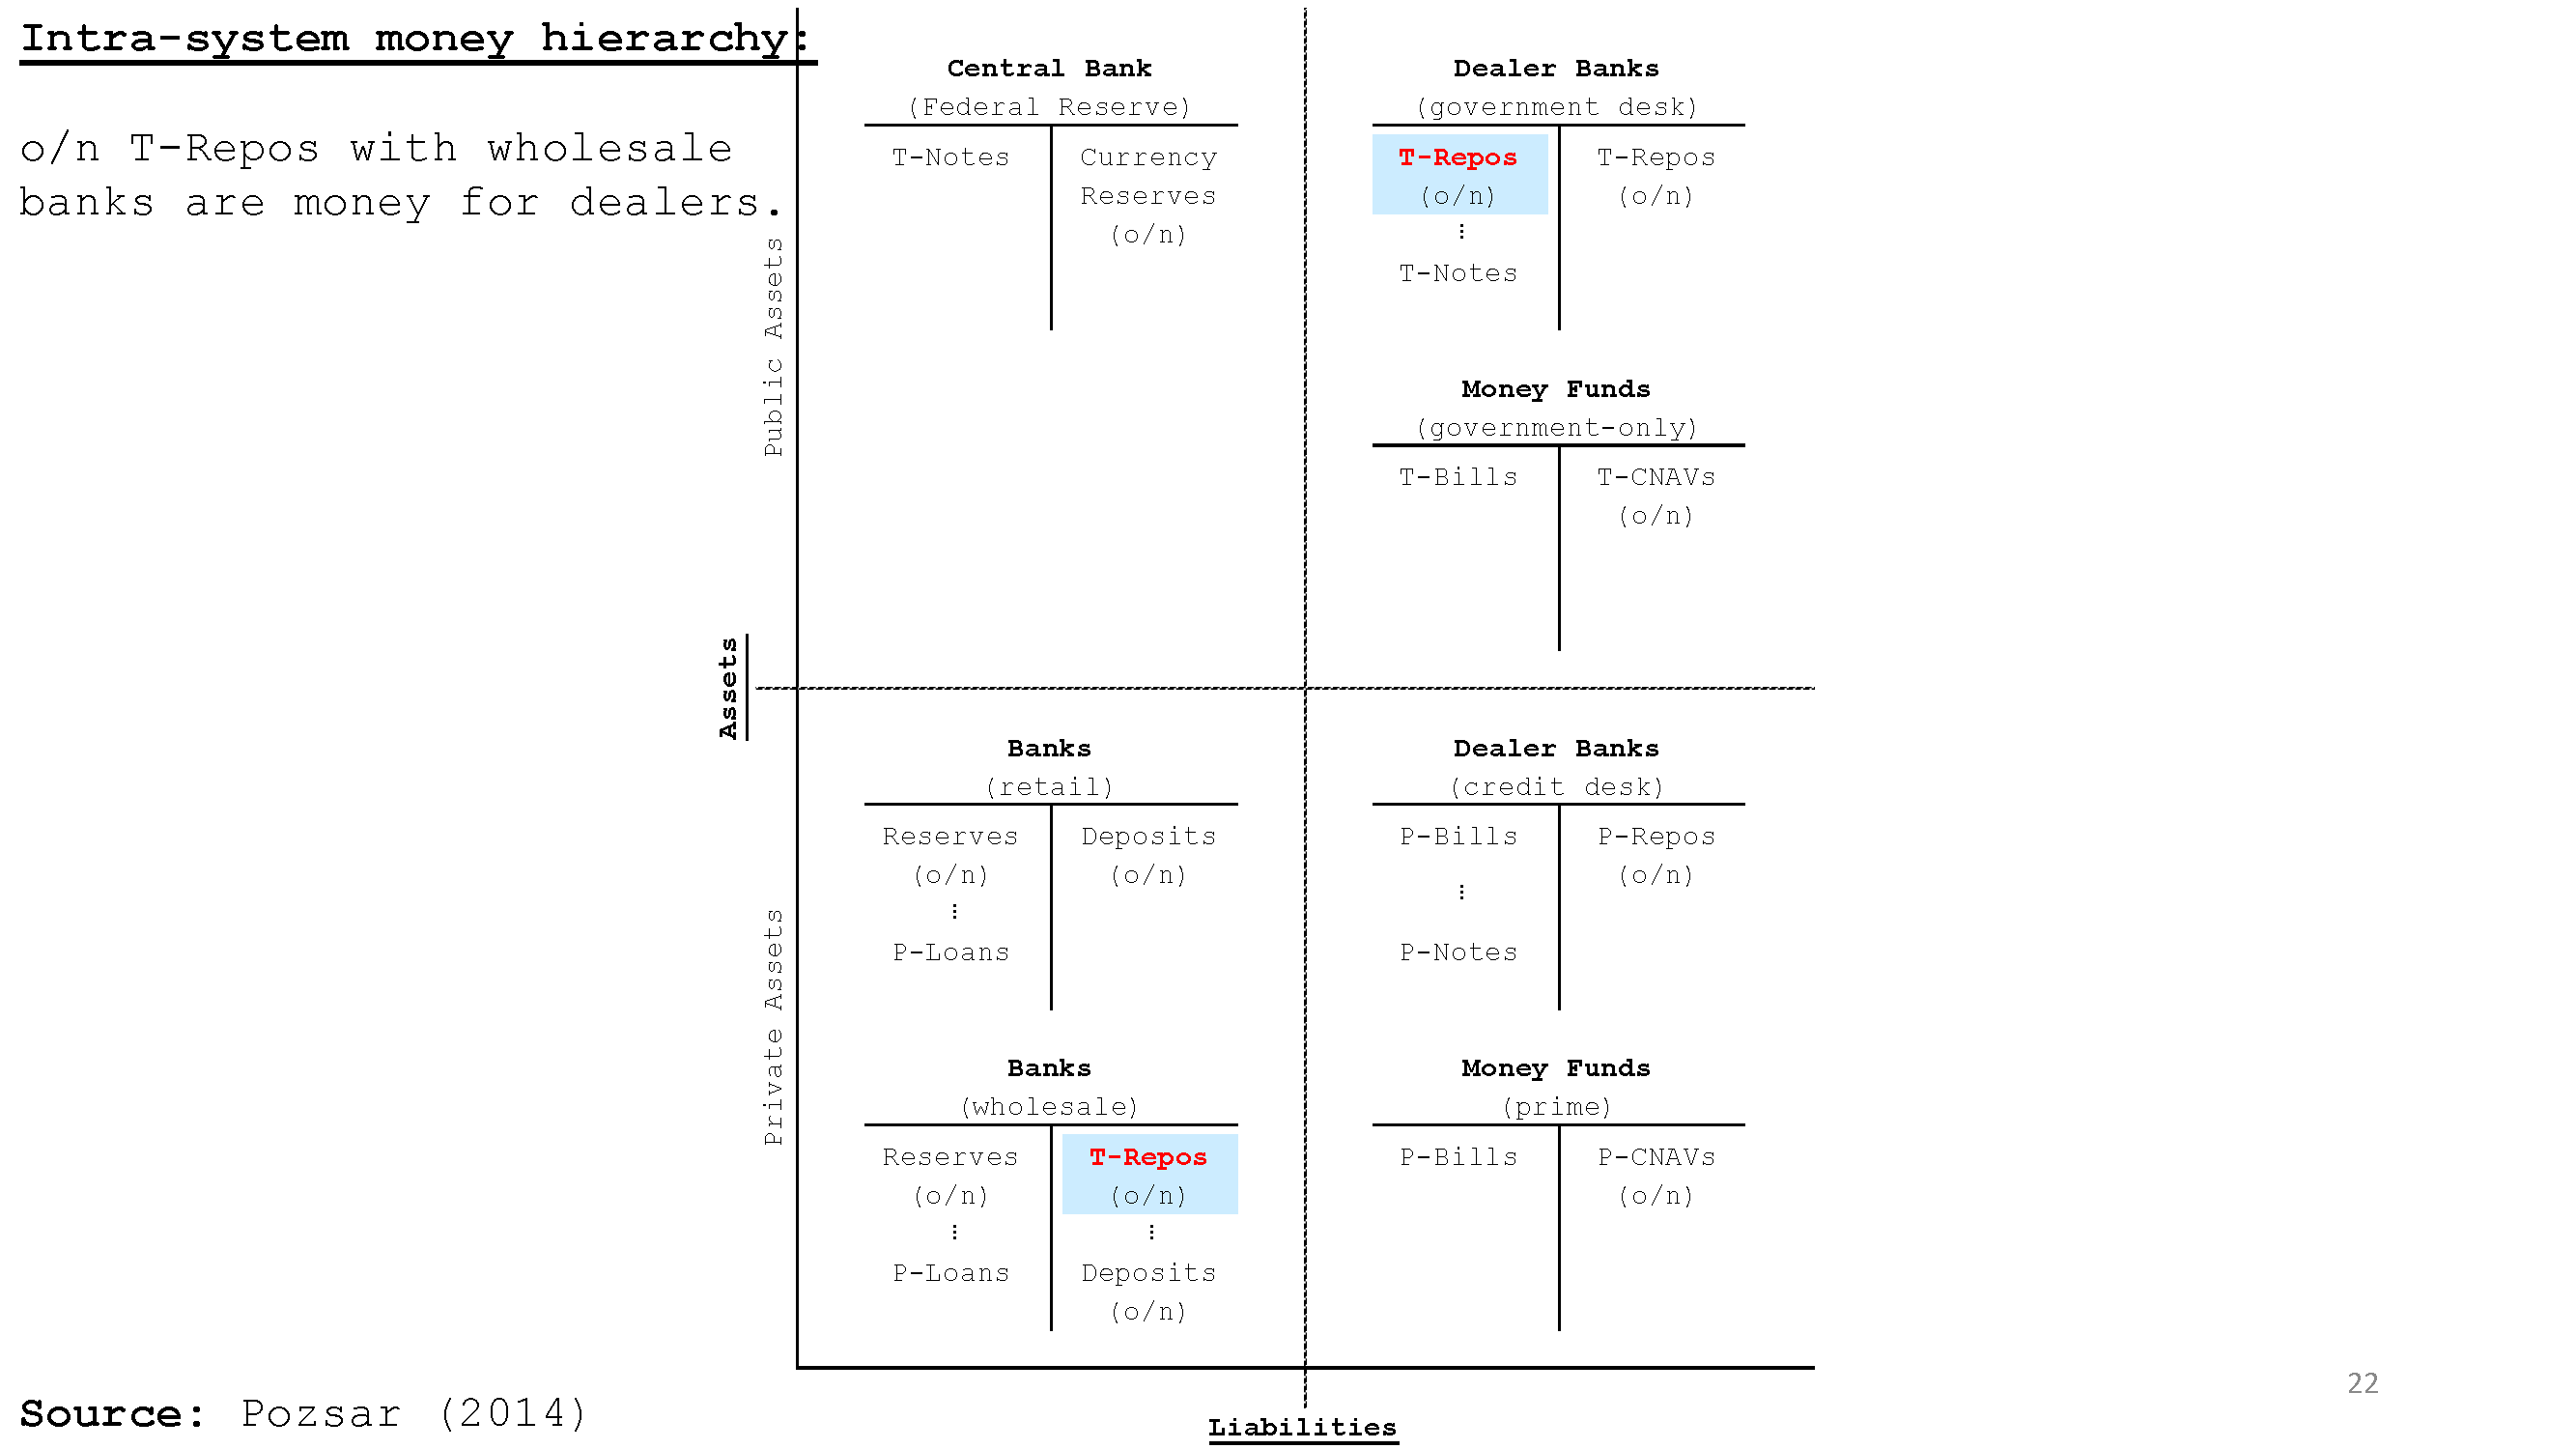 Intra-system money hierarchy:
o/n T-Repos with wholesale
banks are money for dealers.
Assets
Public Assets
Private Assets
Central Bank
(Federal Reserve)
T-Notes
Currency
Reserves
(o/n)
Dealer Banks
(government desk)
T-Repos
(o/n)
⋮
T-Notes
T-Repos
(o/n)
Money Funds
(government-only)
T-Bills
T-CNAVs
(o/n)
Banks
(retail)
Reserves
(o/n)
⋮
P-Loans
Deposits
(o/n)
Dealer Banks
(credit desk)
P-Bills
⋮
P-Notes
P-Repos
(o/n)
Banks
(wholesale)
Reserves
(o/n)
⋮
P-Loans
T-Repos
(o/n)
⋮
Deposits
(o/n)
Money Funds
(prime)
P-Bills
P-CNAVs
(o/n)
Liabilities
Source: Pozsar (2014)
22